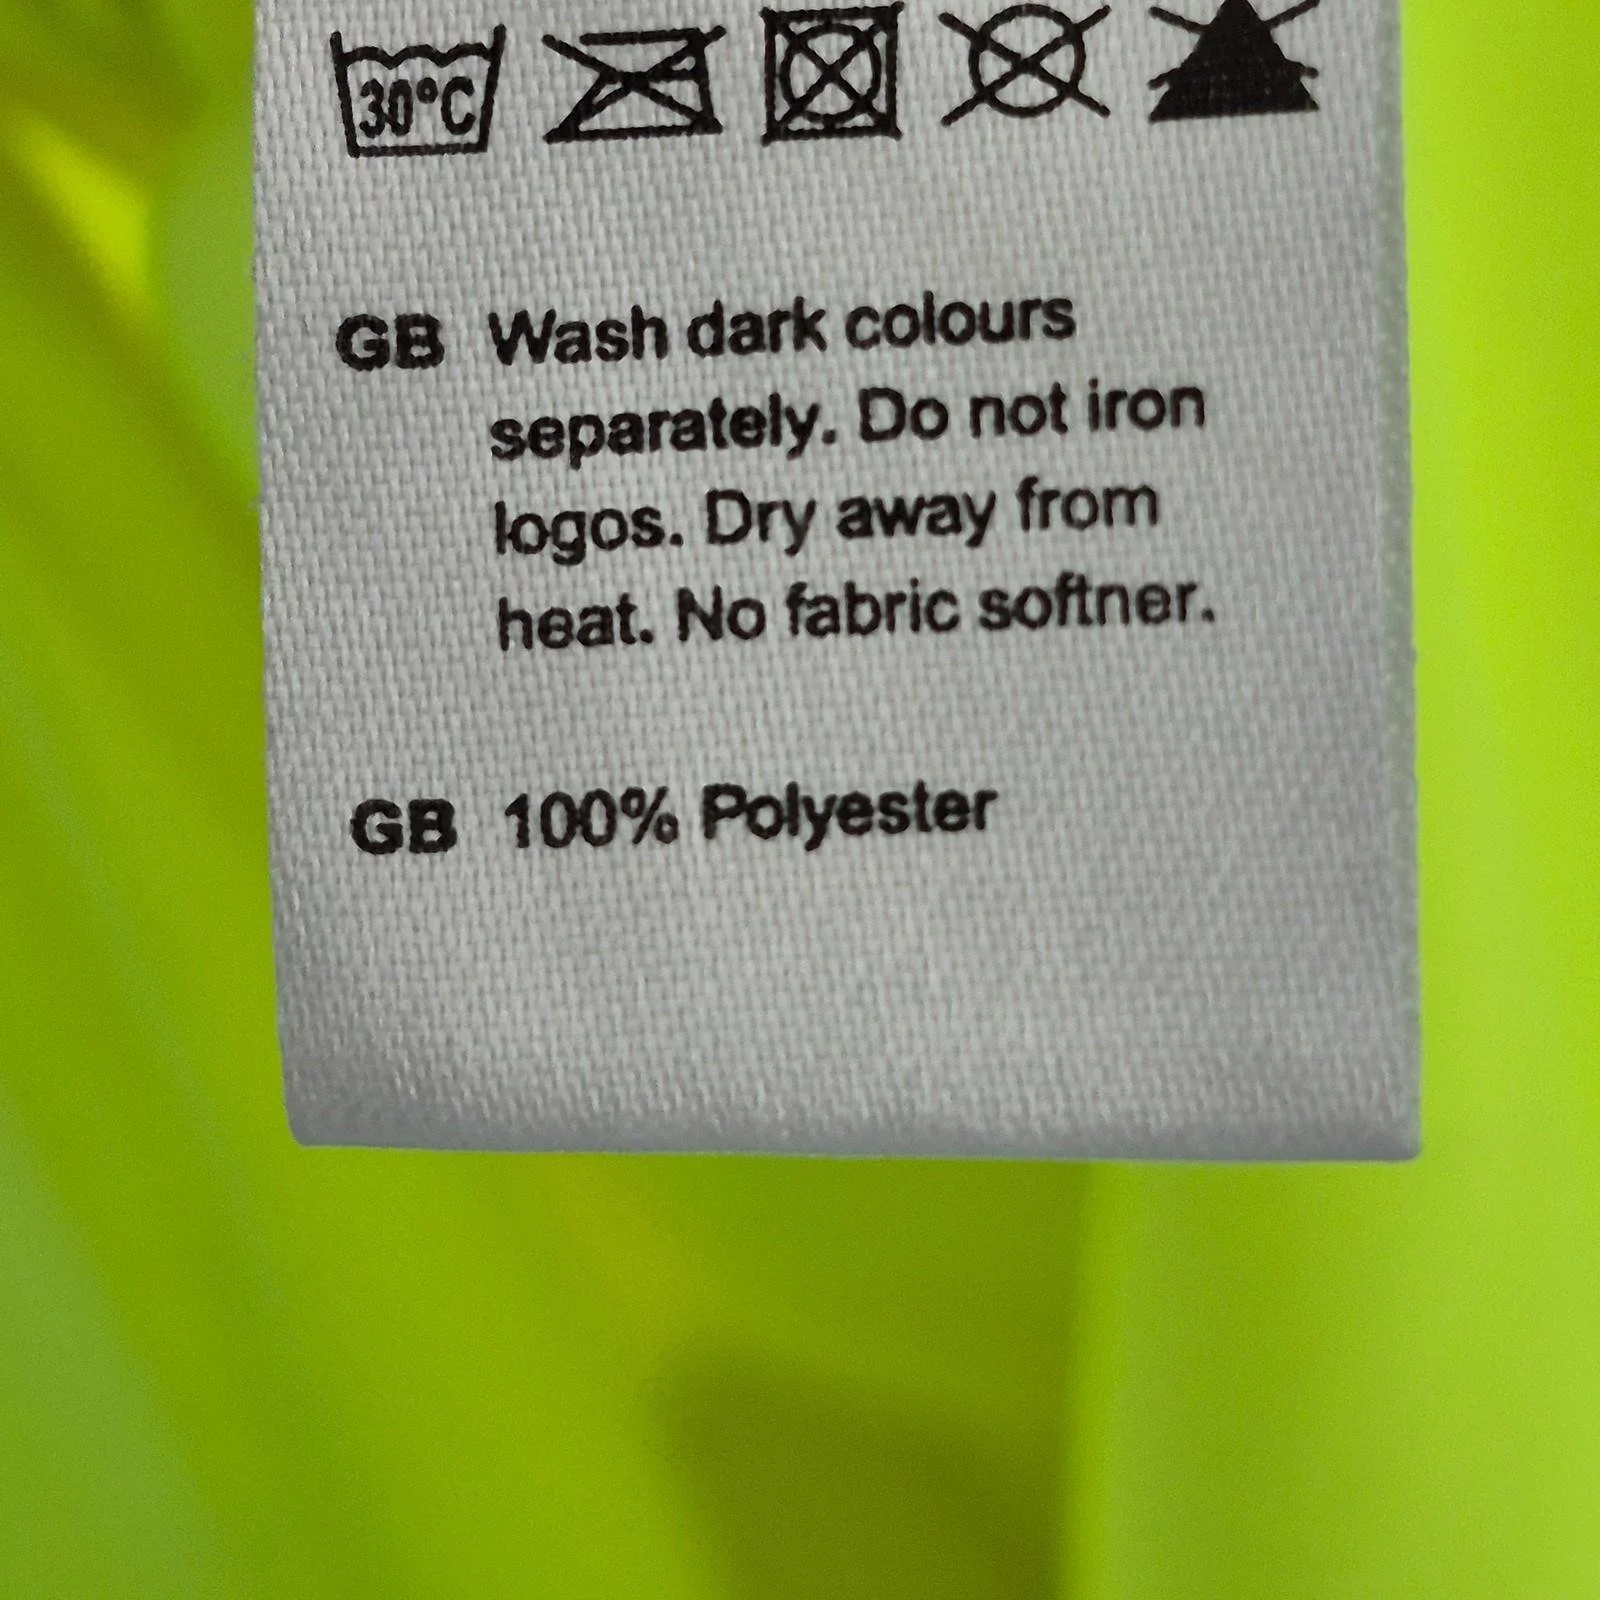 30°C
GB Wash dark colours
separately. Do not iron
logos. Dry away from
heat. No fabric softner.
GB 100% Polyester